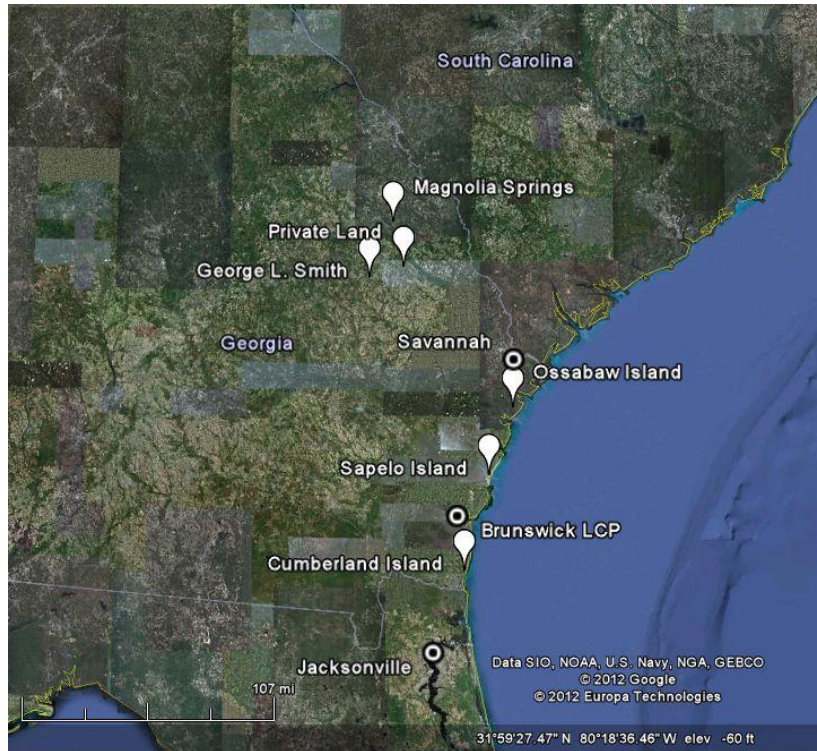 South Carolina
Magnolia Springs
Private Land
George L. Smith
Georgia
Savannah
Ossabaw Island
Sapelo Island
Brunswick LCP
Cumberland Island
Jacksonville
107 mi
Data SIO, NOAA, U.S. Navy, NGA, GEBCO
© 2012 Google
© 2012 Europa Technologies
31°59'27.47" N 80°18'36.46" W elev -60 ft